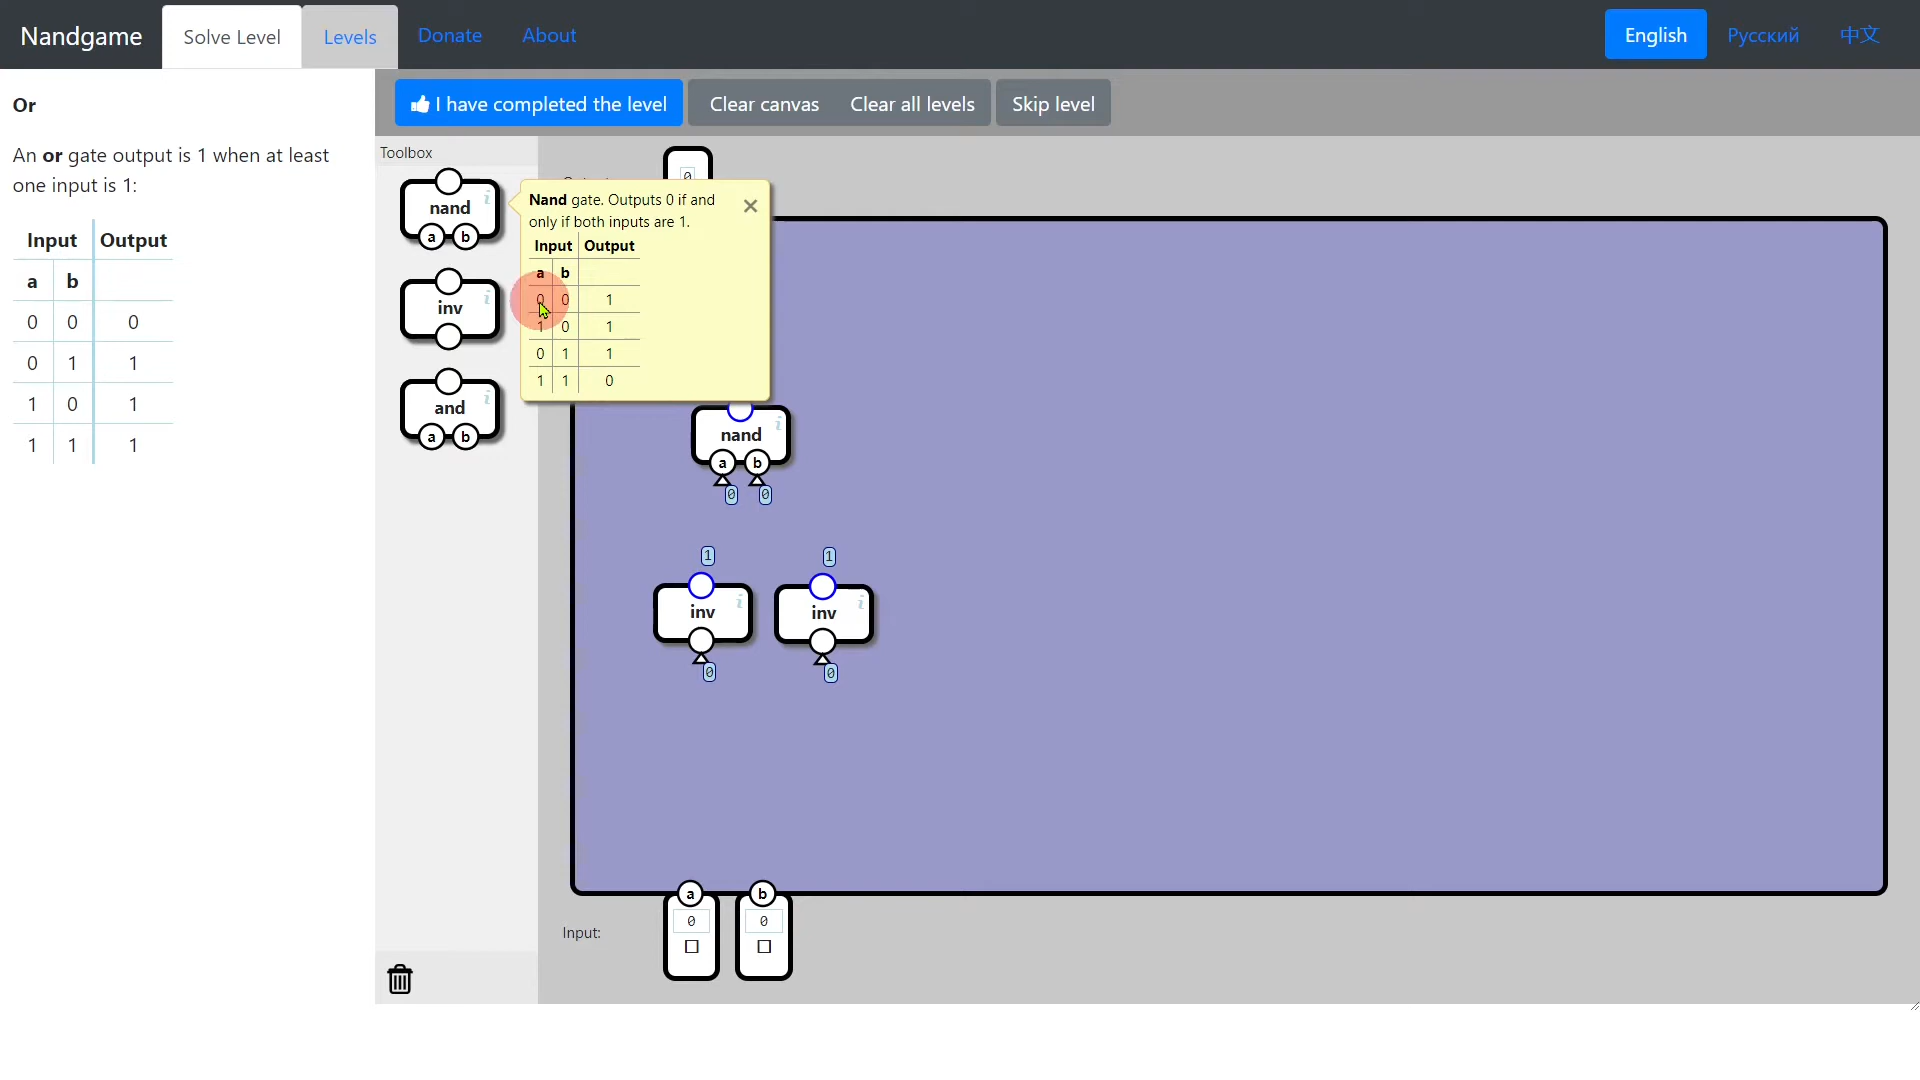 Nandgame
Solve Level
Levels
Donate
About
English
Русский
中文
Or
An or gate output is 1 when at least
one input is 1:
Input Output
a b
0 0 0
0 1 1
1 0 1
1 1 1
I have completed the level
Clear canvas
Clear all levels
Skip level
Toolbox
nand i
a b
inv i
and i
a b
0
Nand gate. Outputs 0 if and
only if both inputs are 1.
Input Output
a b
0 0 1
1 0 1
0 1 1
1 1 0
nand i
a b
0 0
1 1
inv i
inv i
0 0
a b
Input:
0 0